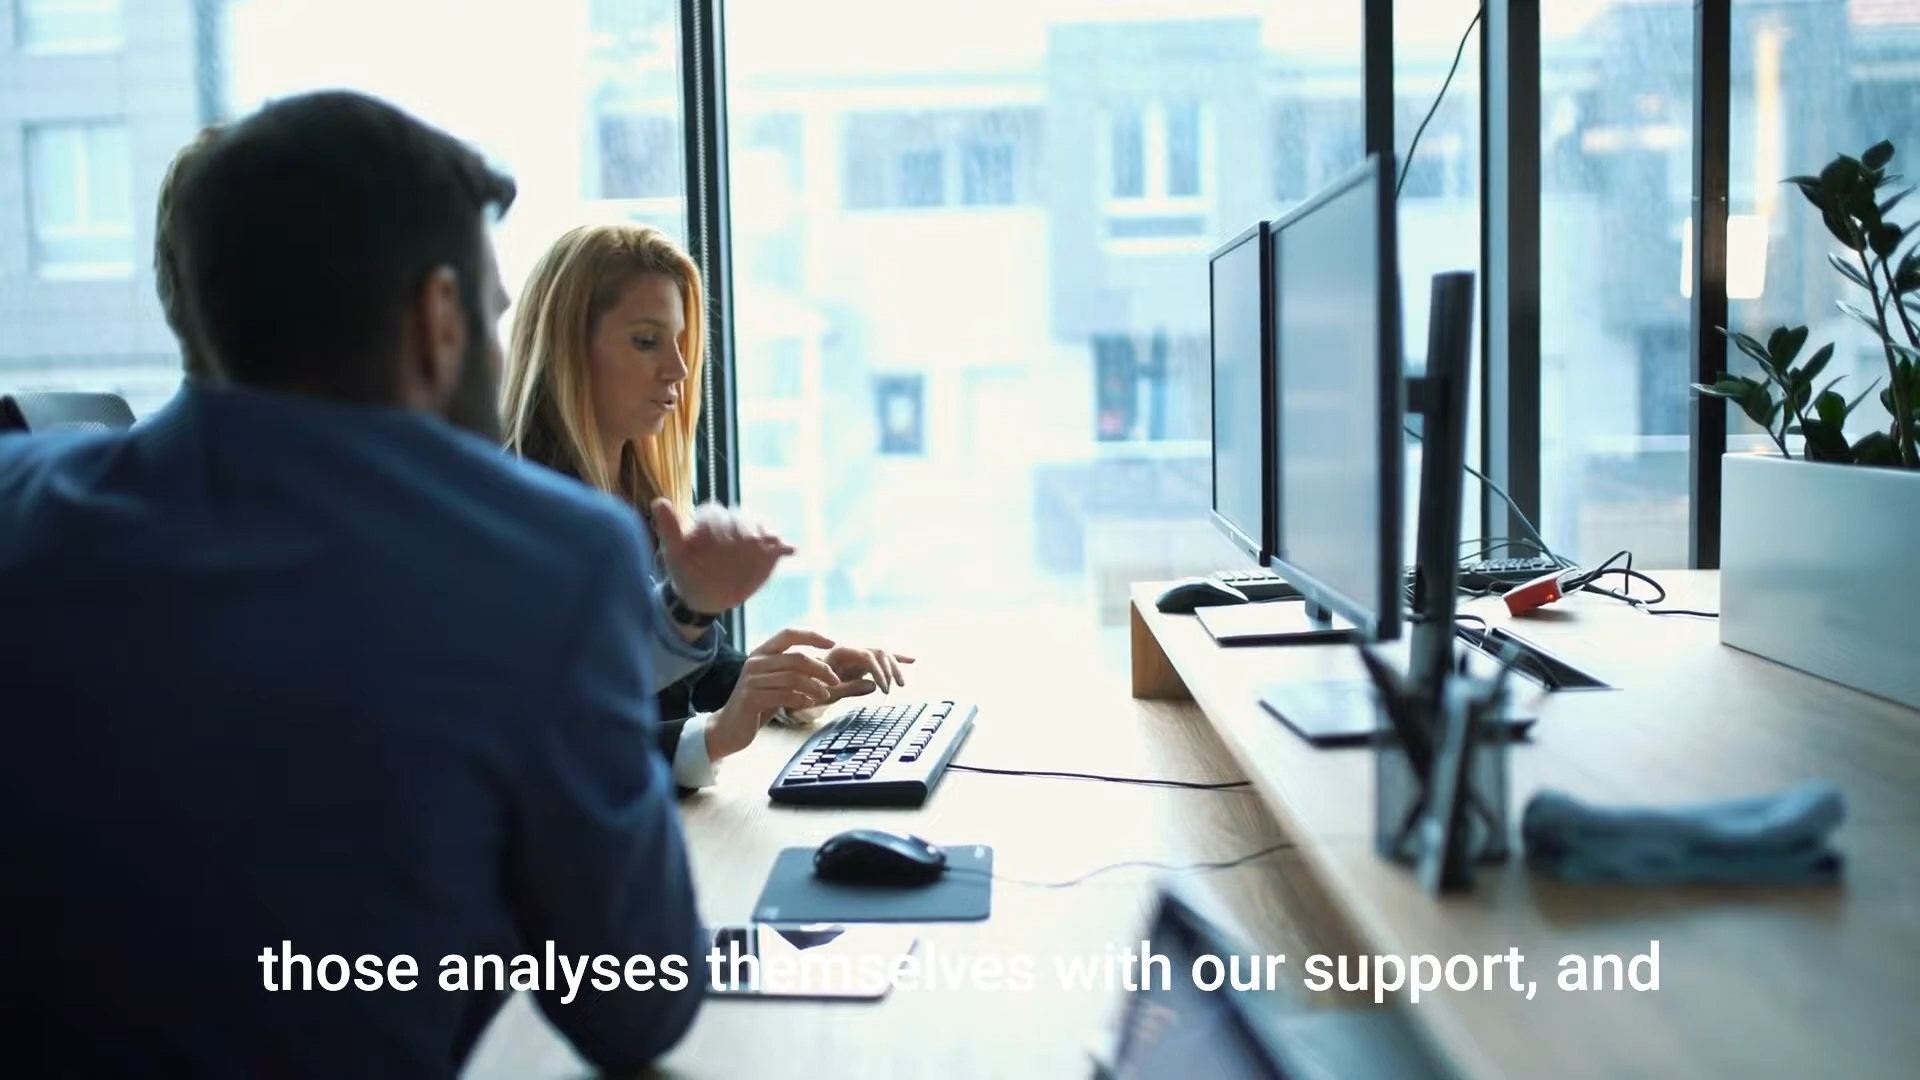 those analyses themselves with our support, and